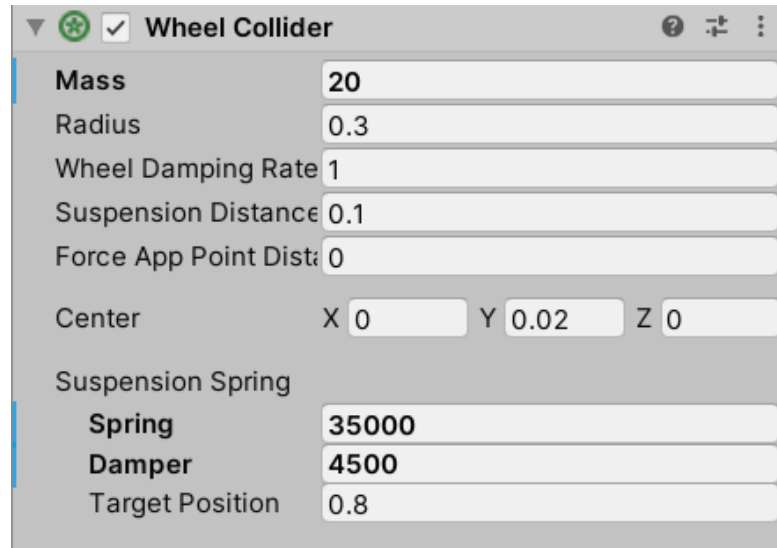 Wheel Collider
Mass 20
Radius 0.3
Wheel Damping Rate 1
Suspension Distance 0.1
Force App Point Dista 0
Center X 0 Y 0.02 Z 0
Suspension Spring
Spring 35000
Damper 4500
Target Position 0.8